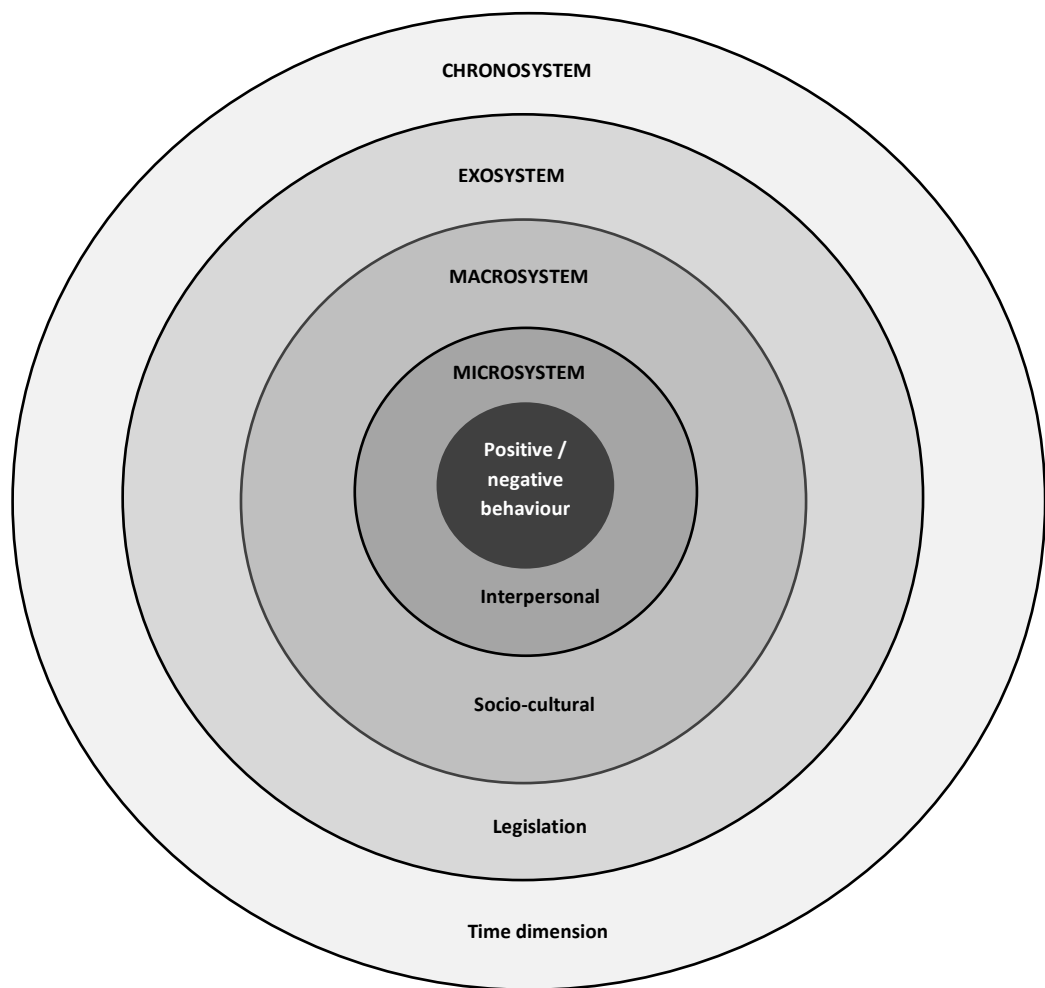 CHRONOSYSTEM
EXOSYSTEM
MACROSYSTEM
MICROSYSTEM
Positive /
negative
behaviour
Interpersonal
Socio-cultural
Legislation
Time dimension